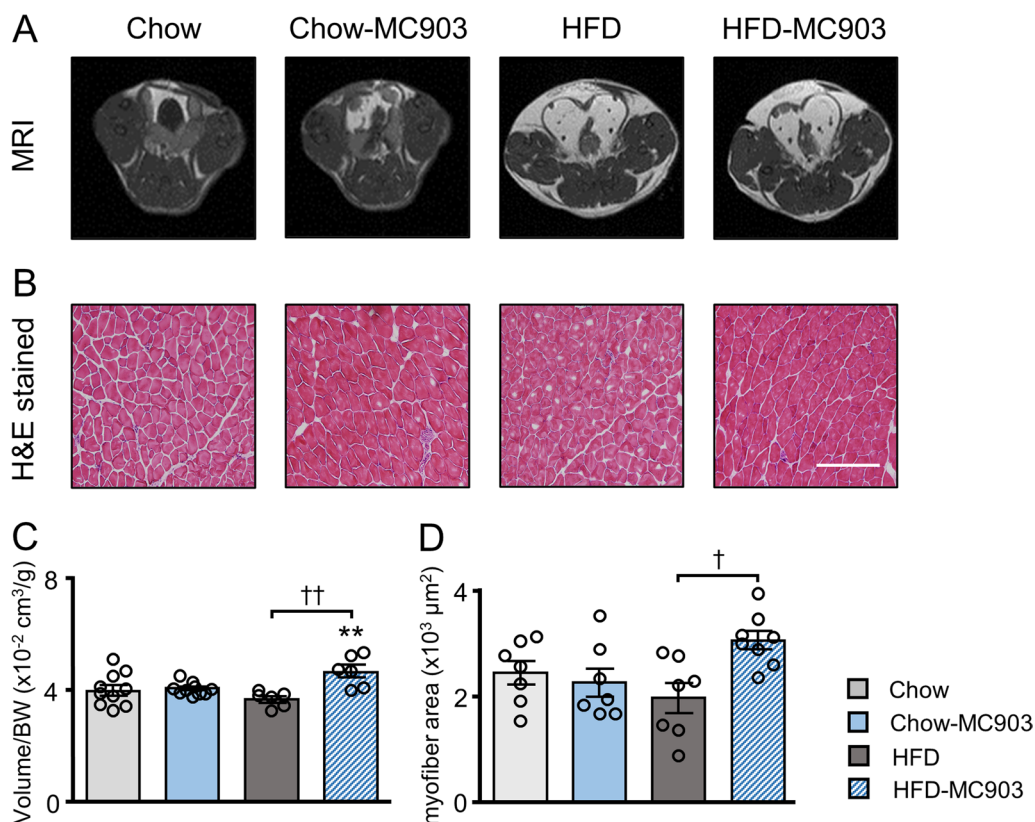 A
Chow
Chow-MC903
HFD
HFD-MC903
MRI
B
H&E stained
C
Volume/BW (x10⁻² cm³/g)
8
4
0
††
**
D
myofiber area (x10³ µm²)
4
2
0
†
Chow
Chow-MC903
HFD
HFD-MC903